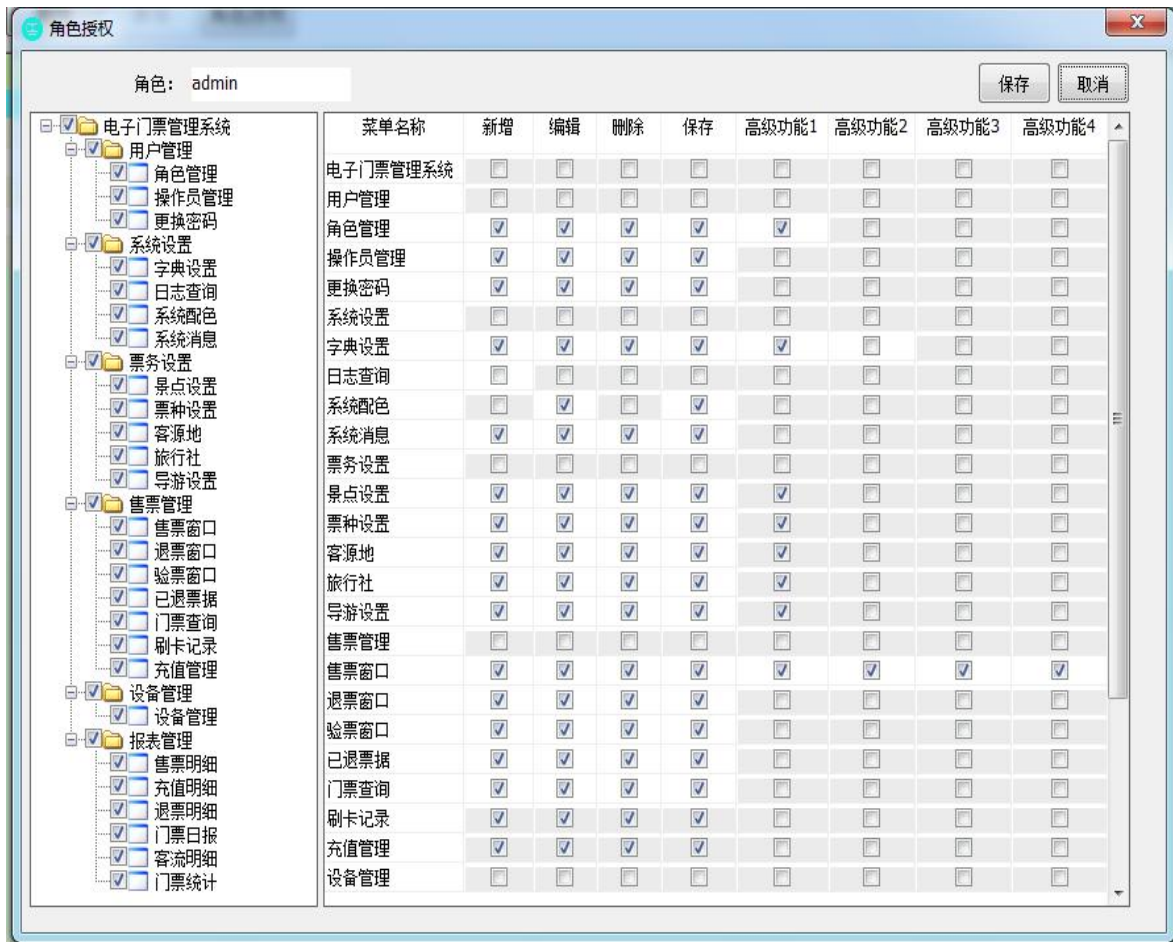 角色授权
X
角色： admin
保存 取消
电子门票管理系统
用户管理
角色管理
操作员管理
更换密码
系统设置
字典设置
日志查询
系统配色
系统消息
票务设置
景点设置
票种设置
客源地
旅行社
导游设置
售票管理
售票窗口
退票窗口
验票窗口
已退票据
门票查询
刷卡记录
充值管理
设备管理
设备管理
报表管理
售票明细
充值明细
退票明细
门票日报
客流明细
门票统计
菜单名称 新增 编辑 删除 保存 高级功能1 高级功能2 高级功能3 高级功能4
电子门票管理系统
用户管理
角色管理
操作员管理
更换密码
系统设置
字典设置
日志查询
系统配色
系统消息
票务设置
景点设置
票种设置
客源地
旅行社
导游设置
售票管理
售票窗口
退票窗口
验票窗口
已退票据
门票查询
刷卡记录
充值管理
设备管理